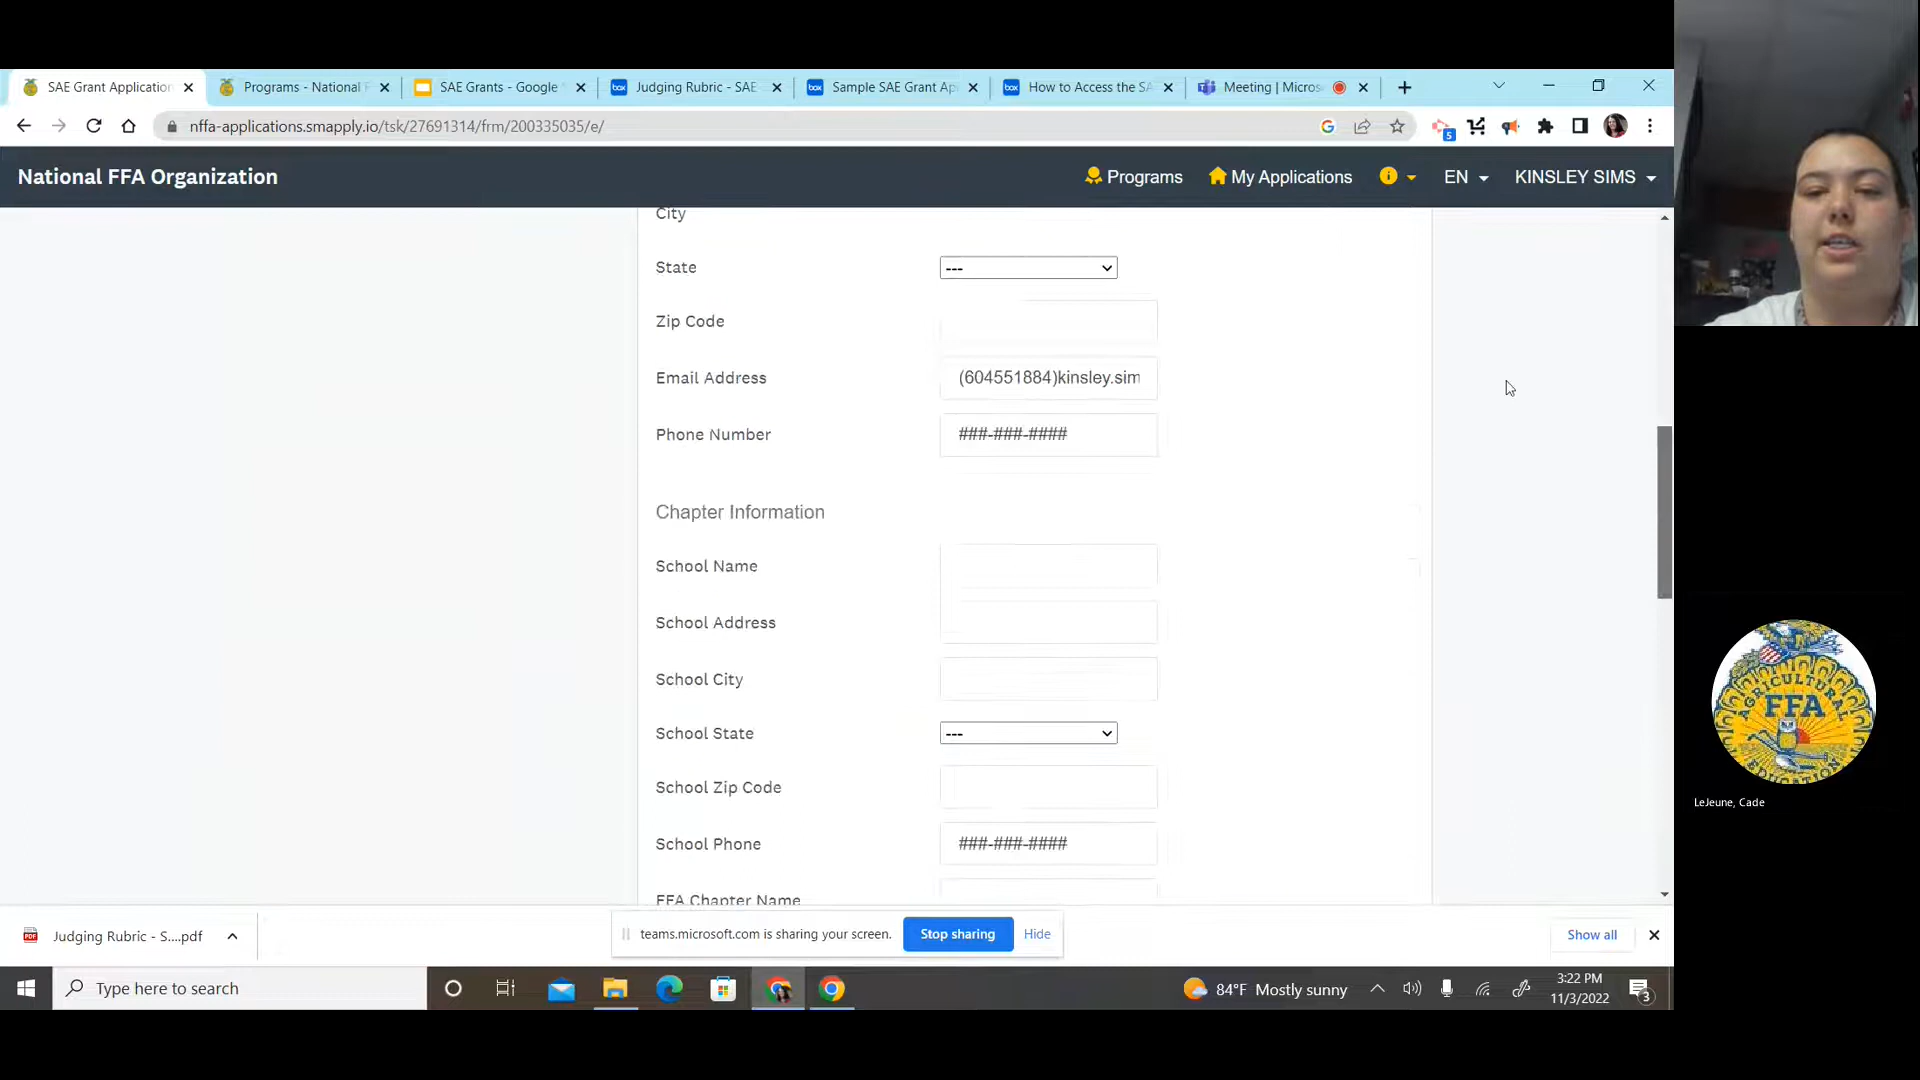 SAE Grant Application
Programs - National F
SAE Grants - Google
Judging Rubric - SAE
Sample SAE Grant Ap
How to Access the SA
Meeting | Micros
nffa-applications.smapply.io/tsk/27691314/frm/200335035/e/
5
National FFA Organization
Programs
My Applications
EN
KINSLEY SIMS
City
State
---
Zip Code
Email Address
(604551884)kinsley.sim
Phone Number
###-###-####
Chapter Information
School Name
School Address
School City
School State
---
School Zip Code
School Phone
###-###-####
FFA Chapter Name
AGRICULTURAL
FFA
EDUCATION
LeJeune, Cade
Judging Rubric - S....pdf
teams.microsoft.com is sharing your screen.
Stop sharing
Hide
Show all
Type here to search
84°F Mostly sunny
3:22 PM
11/3/2022
3